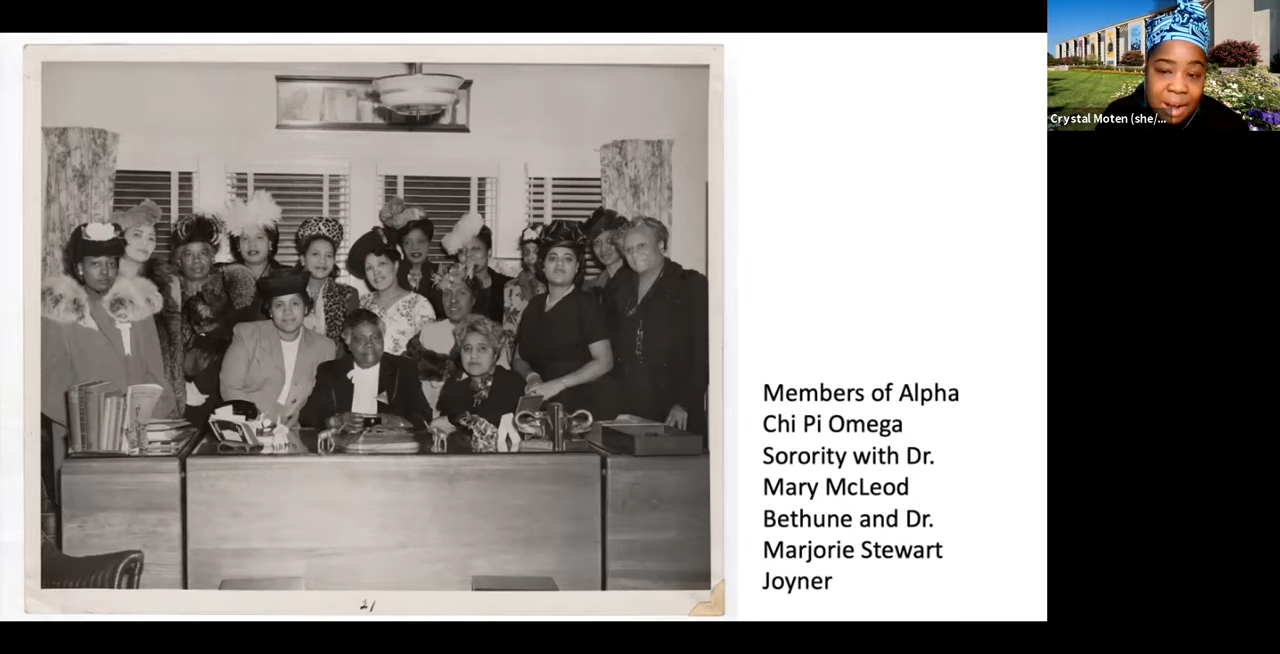 Crystal Moten (she/...
Members of Alpha
Chi Pi Omega
Sorority with Dr.
Mary McLeod
Bethune and Dr.
Marjorie Stewart
Joyner
21